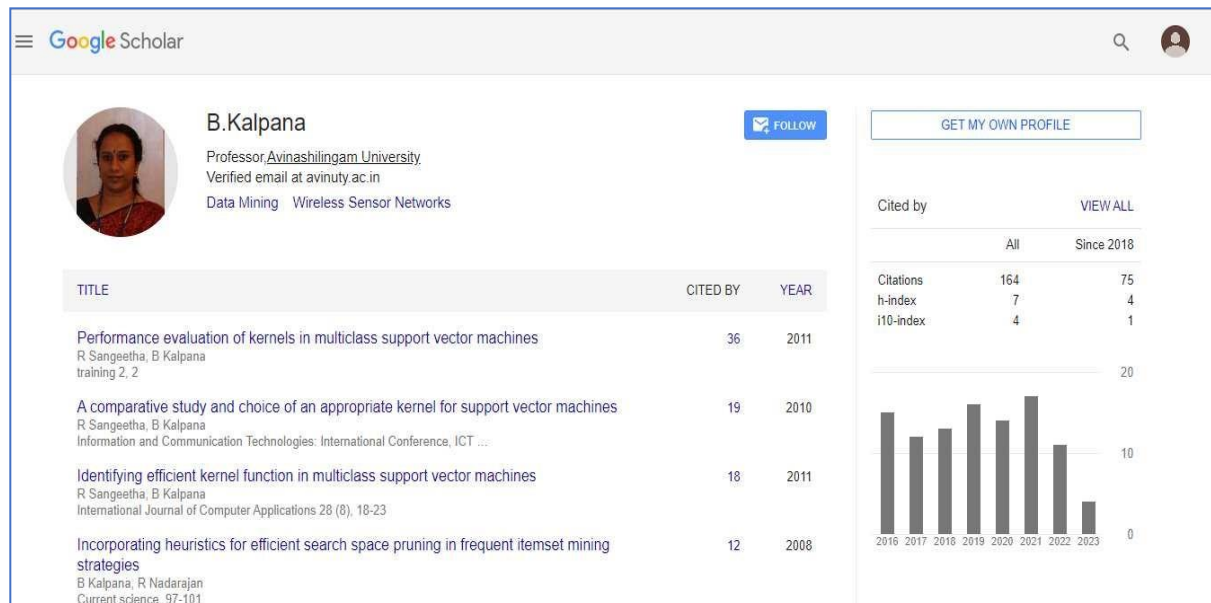 Google Scholar
B.Kalpana
FOLLOW
Professor,Avinashilingam University
Verified email at avinuty.ac.in
Data Mining Wireless Sensor Networks
TITLE CITED BY YEAR
Performance evaluation of kernels in multiclass support vector machines 36 2011
R Sangeetha, B Kalpana
training 2, 2
A comparative study and choice of an appropriate kernel for support vector machines 19 2010
R Sangeetha, B Kalpana
Information and Communication Technologies: International Conference, ICT ...
Identifying efficient kernel function in multiclass support vector machines 18 2011
R Sangeetha, B Kalpana
International Journal of Computer Applications 28 (8), 18-23
Incorporating heuristics for efficient search space pruning in frequent itemset mining 12 2008
strategies
B Kalpana, R Nadarajan
Current science, 97-101
GET MY OWN PROFILE
Cited by VIEW ALL
All Since 2018
Citations 164 75
h-index 7 4
i10-index 4 1
20
10
0
2016 2017 2018 2019 2020 2021 2022 2023